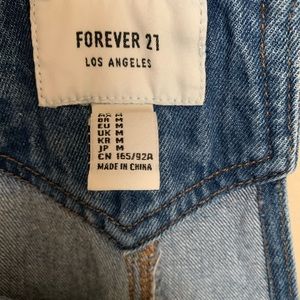 FOREVER 21
LOS ANGELES
MX M
BR M
EU M
UK M
KR M
JP M
CN 165/92A
MADE IN CHINA